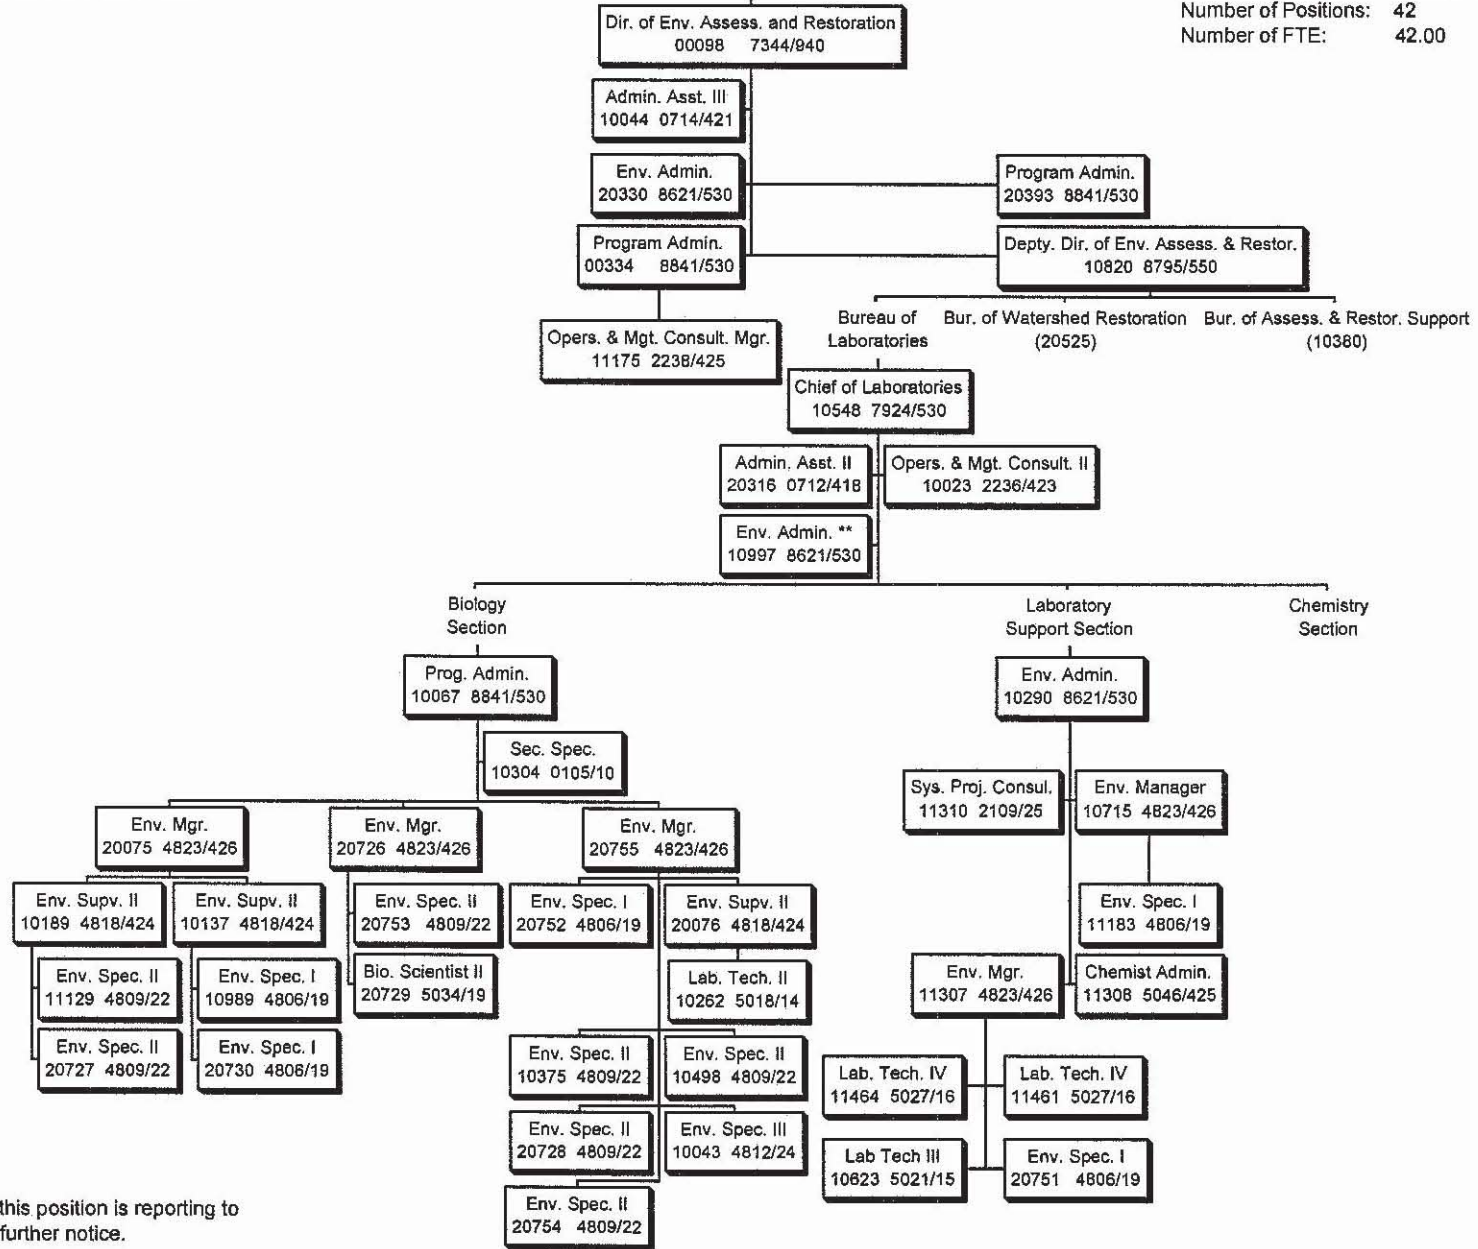 Number of Positions: 42
Number of FTE: 42.00
Dir. of Env. Assess. and Restoration
00098 7344/940
Admin. Asst. III
10044 0714/421
Env. Admin.
20330 8621/530
Program Admin.
20393 8841/530
Program Admin.
00334 8841/530
Depty. Dir. of Env. Assess. & Restor.
10820 8795/550
Opers. & Mgt. Consult. Mgr.
11175 2238/425
Bureau of
Laboratories
Bur. of Watershed Restoration
(20525)
Bur. of Assess. & Restor. Support
(10380)
Chief of Laboratories
10548 7924/530
Admin. Asst. II
20316 0712/418
Opers. & Mgt. Consult. II
10023 2236/423
Env. Admin. **
10997 8621/530
Biology
Section
Laboratory
Support Section
Chemistry
Section
Prog. Admin.
10067 8841/530
Sec. Spec.
10304 0105/10
Env. Mgr.
20075 4823/426
Env. Mgr.
20726 4823/426
Env. Mgr.
20755 4823/426
Env. Supv. II
10189 4818/424
Env. Supv. II
10137 4818/424
Env. Spec. II
20753 4809/22
Env. Spec. I
20752 4806/19
Env. Supv. II
20076 4818/424
Env. Spec. II
11129 4809/22
Env. Spec. I
10989 4806/19
Bio. Scientist II
20729 5034/19
Lab. Tech. II
10262 5018/14
Env. Spec. II
20727 4809/22
Env. Spec. I
20730 4806/19
Env. Spec. II
10375 4809/22
Env. Spec. II
10498 4809/22
Env. Spec. II
20728 4809/22
Env. Spec. III
10043 4812/24
Env. Spec. II
20754 4809/22
Env. Admin.
10290 8621/530
Sys. Proj. Consul.
11310 2109/25
Env. Manager
10715 4823/426
Env. Spec. I
11183 4806/19
Env. Mgr.
11307 4823/426
Chemist Admin.
11308 5046/425
Lab. Tech. IV
11464 5027/16
Lab. Tech. IV
11461 5027/16
Lab Tech III
10623 5021/15
Env. Spec. I
20751 4806/19
this position is reporting to
further notice.